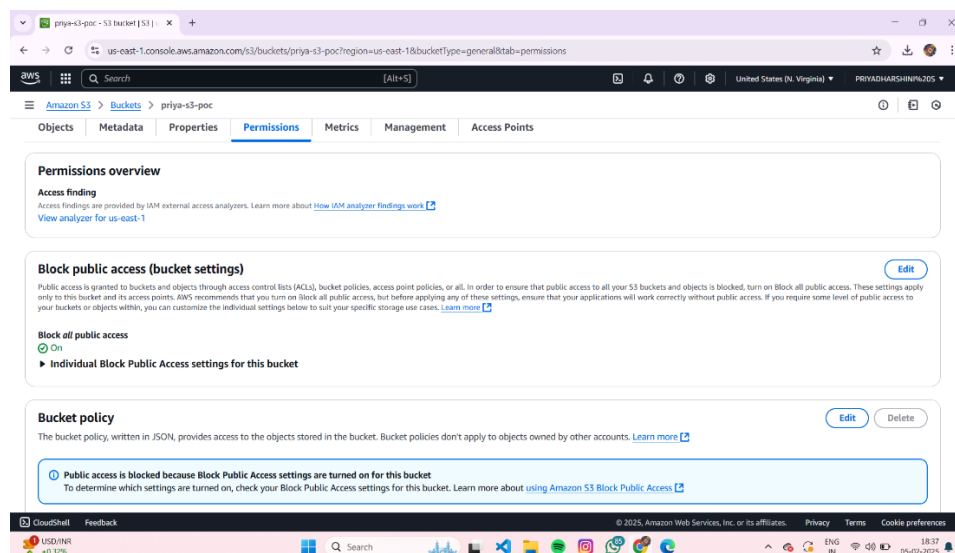 priya-s3-poc - S3 bucket | S3 | u
us-east-1.console.aws.amazon.com/s3/buckets/priya-s3-poc?region=us-east-1&bucketType=general&tab=permissions
aws
Search [Alt+S]
United States (N. Virginia) ▼ PRIYADHARSHINI%20S ▼
Amazon S3 > Buckets > priya-s3-poc
Objects Metadata Properties Permissions Metrics Management Access Points
Permissions overview
Access finding
Access findings are provided by IAM external access analyzers. Learn more about How IAM analyzer findings work
View analyzer for us-east-1
Block public access (bucket settings)
Edit
Public access is granted to buckets and objects through access control lists (ACLs), bucket policies, access point policies, or all. In order to ensure that public access to all your S3 buckets and objects is blocked, turn on Block all public access. These settings apply
only to this bucket and its access points. AWS recommends that you turn on Block all public access, but before applying any of these settings, ensure that your applications will work correctly without public access. If you require some level of public access to
your buckets or objects within, you can customize the individual settings below to suit your specific storage use cases. Learn more
Block all public access
On
Individual Block Public Access settings for this bucket
Bucket policy
Edit Delete
The bucket policy, written in JSON, provides access to the objects stored in the bucket. Bucket policies don't apply to objects owned by other accounts. Learn more
Public access is blocked because Block Public Access settings are turned on for this bucket
To determine which settings are turned on, check your Block Public Access settings for this bucket. Learn more about using Amazon S3 Block Public Access
CloudShell Feedback © 2025, Amazon Web Services, Inc. or its affiliates. Privacy Terms Cookie preferences
USD/INR
+0.32%
Search
65
ENG
IN
18:37
05-02-2025